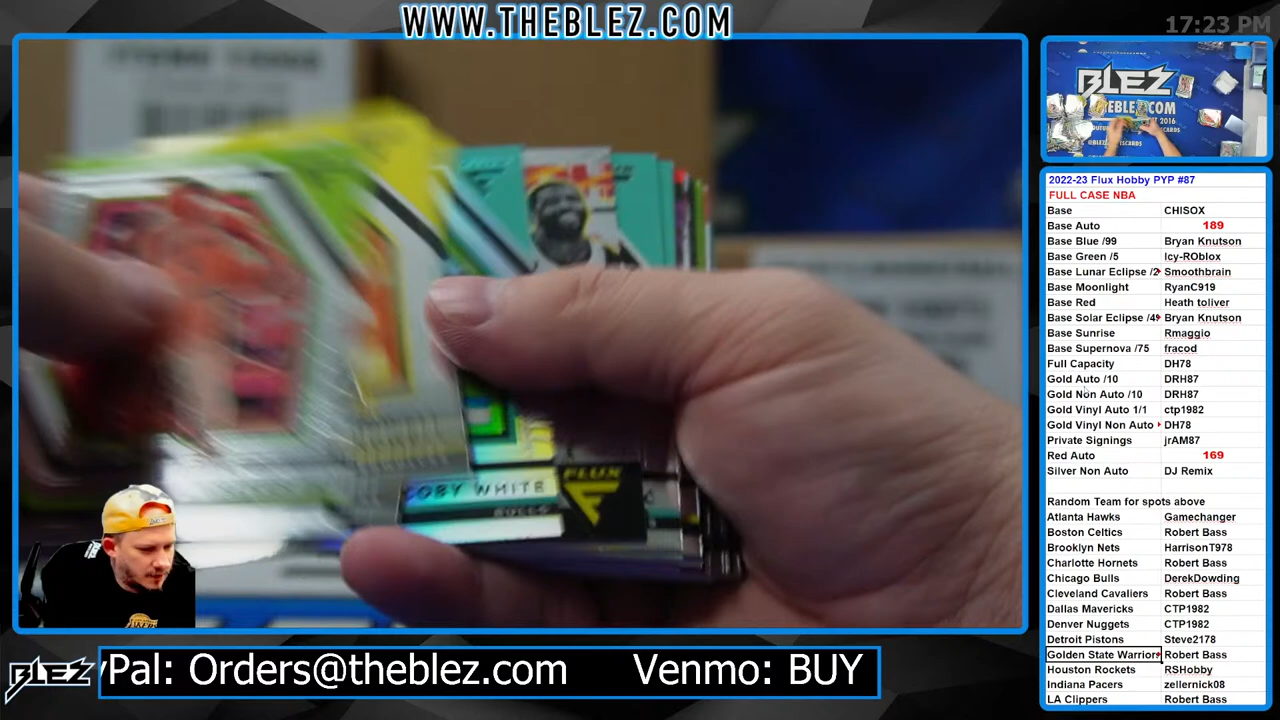 WWW.THEBLEZ.COM
17:23 PM
BLEZ
EBLEZ.COM
2022-23 Flux Hobby PYP #87
FULL CASE NBA
Base CHISOX
Base Auto 189
Base Blue /99 Bryan Knutson
Base Green /5 Icy-ROblox
Base Lunar Eclipse /2 Smoothbrain
Base Moonlight RyanC919
Base Red Heath toliver
Base Solar Eclipse /49 Bryan Knutson
Base Sunrise Rmaggio
Base Supernova /75 fracod
Full Capacity DH78
Gold Auto /10 DRH87
Gold Non Auto /10 DRH87
Gold Vinyl Auto 1/1 ctp1982
Gold Vinyl Non Auto DH78
Private Signings jrAM87
Red Auto 169
Silver Non Auto DJ Remix
Random Team for spots above
Atlanta Hawks Gamechanger
Boston Celtics Robert Bass
Brooklyn Nets HarrisonT978
Charlotte Hornets Robert Bass
Chicago Bulls DerekDowding
Cleveland Cavaliers Robert Bass
Dallas Mavericks CTP1982
Denver Nuggets CTP1982
Detroit Pistons Steve2178
Golden State Warriors Robert Bass
Houston Rockets RSHobby
Indiana Pacers zellernick08
LA Clippers Robert Bass
OBY WHITE
BULLS
FLUX
BLEZ
yPal: Orders@theblez.com Venmo: BUY